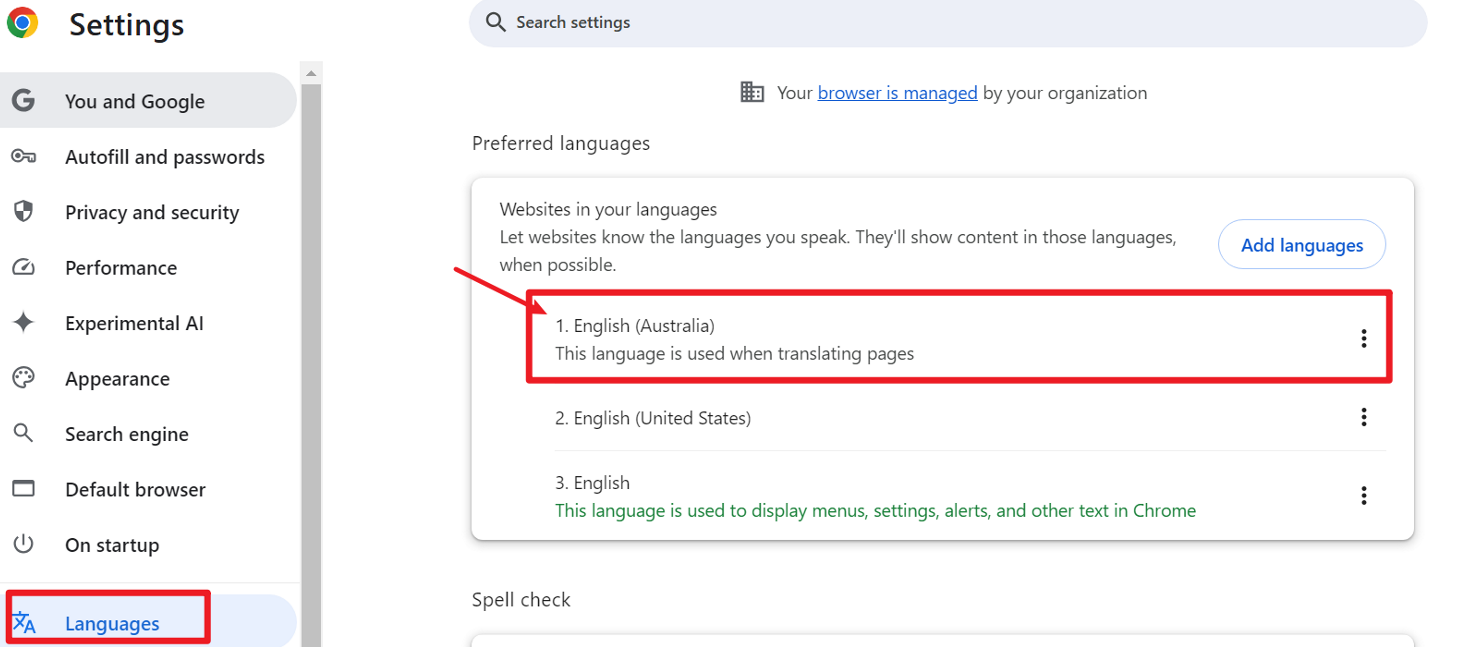 Settings
Search settings
You and Google
Autofill and passwords
Privacy and security
Performance
Experimental AI
Appearance
Search engine
Default browser
On startup
Languages
Your browser is managed by your organization
Preferred languages
Websites in your languages
Let websites know the languages you speak. They'll show content in those languages,
when possible.
Add languages
1. English (Australia)
This language is used when translating pages
2. English (United States)
3. English
This language is used to display menus, settings, alerts, and other text in Chrome
Spell check